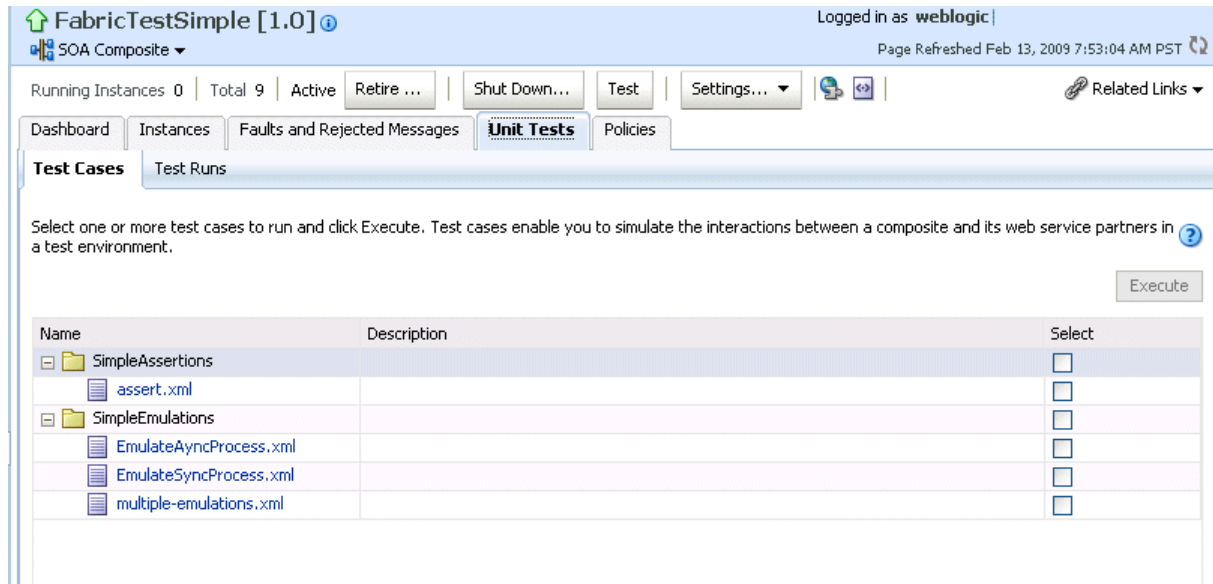 FabricTestSimple [1.0]
Logged in as weblogic
SOA Composite
Page Refreshed Feb 13, 2009 7:53:04 AM PST
Running Instances 0 Total 9 Active Retire ... Shut Down... Test Settings... Related Links
Dashboard Instances Faults and Rejected Messages Unit Tests Policies
Test Cases Test Runs
Select one or more test cases to run and click Execute. Test cases enable you to simulate the interactions between a composite and its web service partners in
a test environment.
Execute
Name Description Select
SimpleAssertions
assert.xml
SimpleEmulations
EmulateAyncProcess.xml
EmulateSyncProcess.xml
multiple-emulations.xml